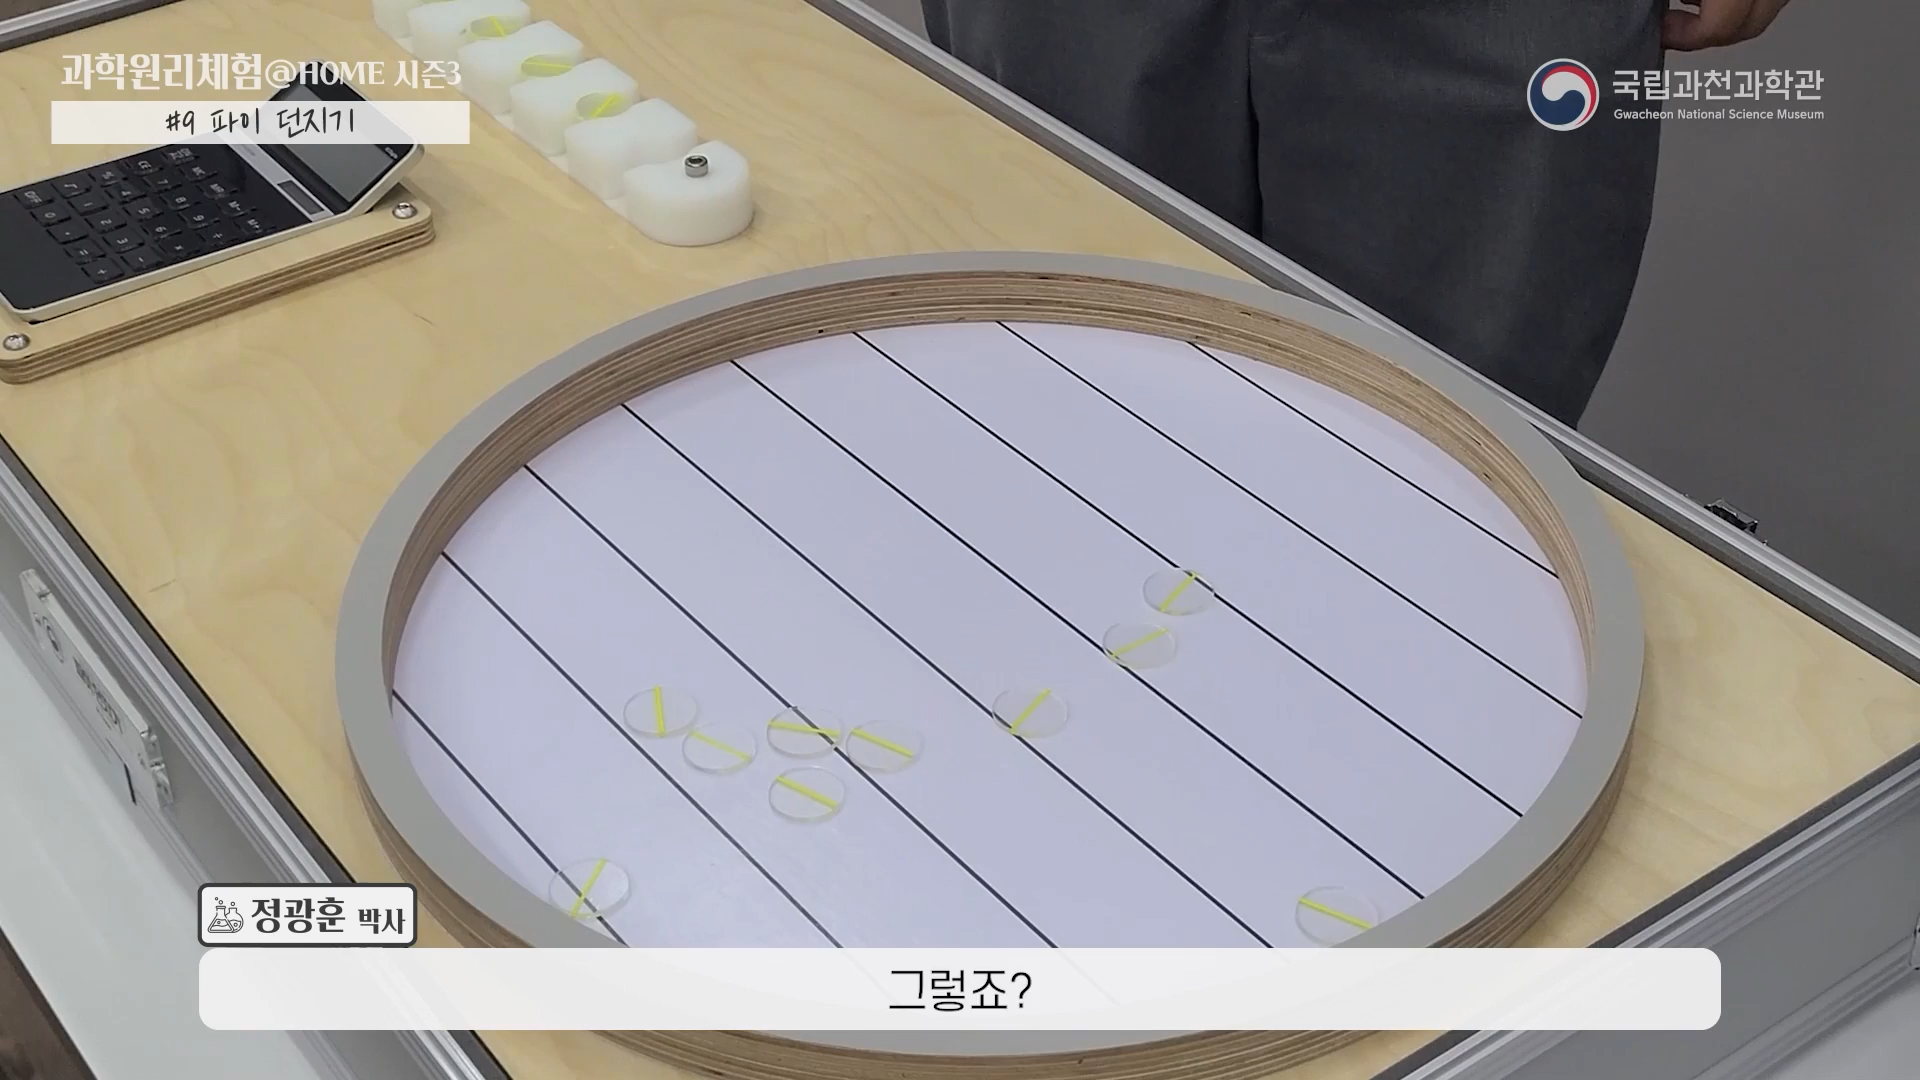 과학원리체험@HOME 시즌3
#9 파이 던지기
국립과천과학관
Gwacheon National Science Museum
정광훈 박사
그렇죠?